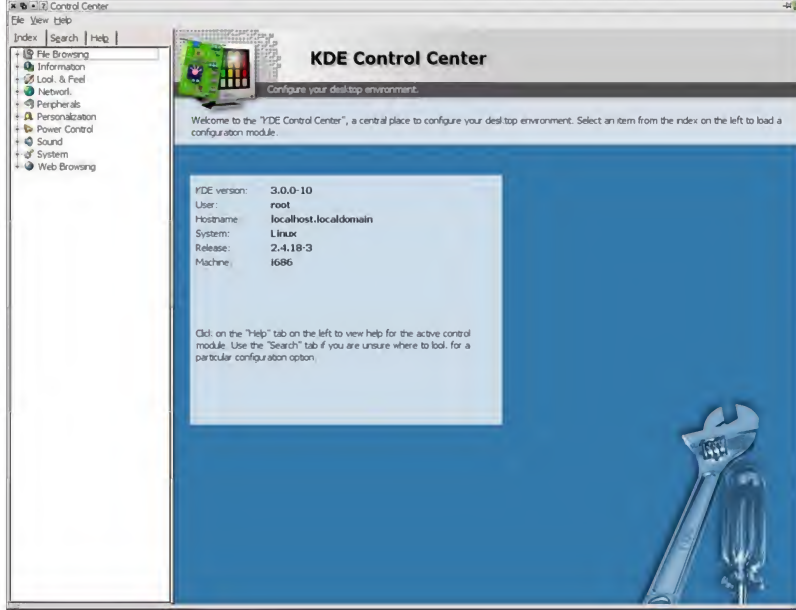 Control Center
File View Help
Index Search Help
File Browsing
Information
Look & Feel
Network
Peripherals
Personalization
Power Control
Sound
System
Web Browsing
KDE Control Center
Configure your desktop environment.
Welcome to the "KDE Control Center", a central place to configure your desktop environment. Select an item from the index on the left to load a
configuration module.
KDE version: 3.0.0-10
User: root
Hostname: localhost.localdomain
System: Linux
Release: 2.4.18-3
Machine: i686
Click on the "Help" tab on the left to view help for the active control
module. Use the "Search" tab if you are unsure where to look for a
particular configuration option.